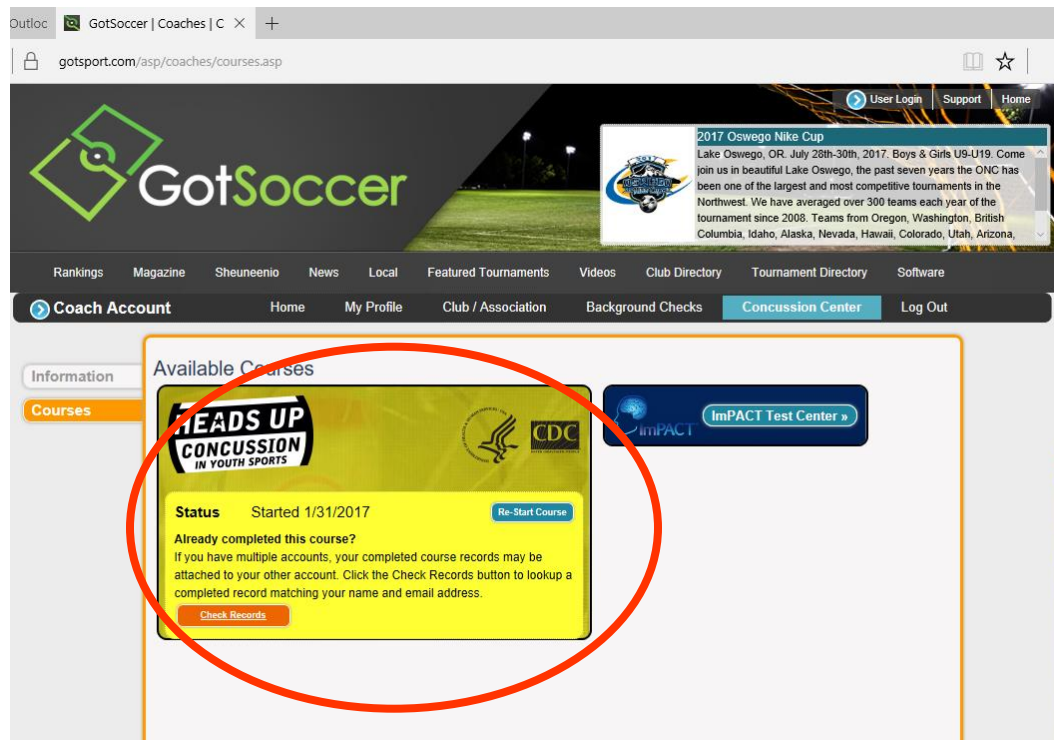 Outloc GotSoccer | Coaches | C
gotsport.com/asp/coaches/courses.asp
User Login Support Home
GotSoccer
2017 Oswego Nike Cup
Lake Oswego, OR. July 28th-30th, 2017. Boys & Girls U9-U19. Come
join us in beautiful Lake Oswego, the past seven years the ONC has
been one of the largest and most competitive tournaments in the
Northwest. We have averaged over 300 teams each year of the
tournament since 2008. Teams from Oregon, Washington, British
Columbia, Idaho, Alaska, Nevada, Hawaii, Colorado, Utah, Arizona,
Rankings Magazine Sheuneenio News Local Featured Tournaments Videos Club Directory Tournament Directory Software
Coach Account Home My Profile Club / Association Background Checks Concussion Center Log Out
Information
Courses
Available Courses
HEADS UP
CONCUSSION
IN YOUTH SPORTS
CDC
ImPACT
ImPACT Test Center »
Status Started 1/31/2017 Re-Start Course
Already completed this course?
If you have multiple accounts, your completed course records may be
attached to your other account. Click the Check Records button to lookup a
completed record matching your name and email address.
Check Records